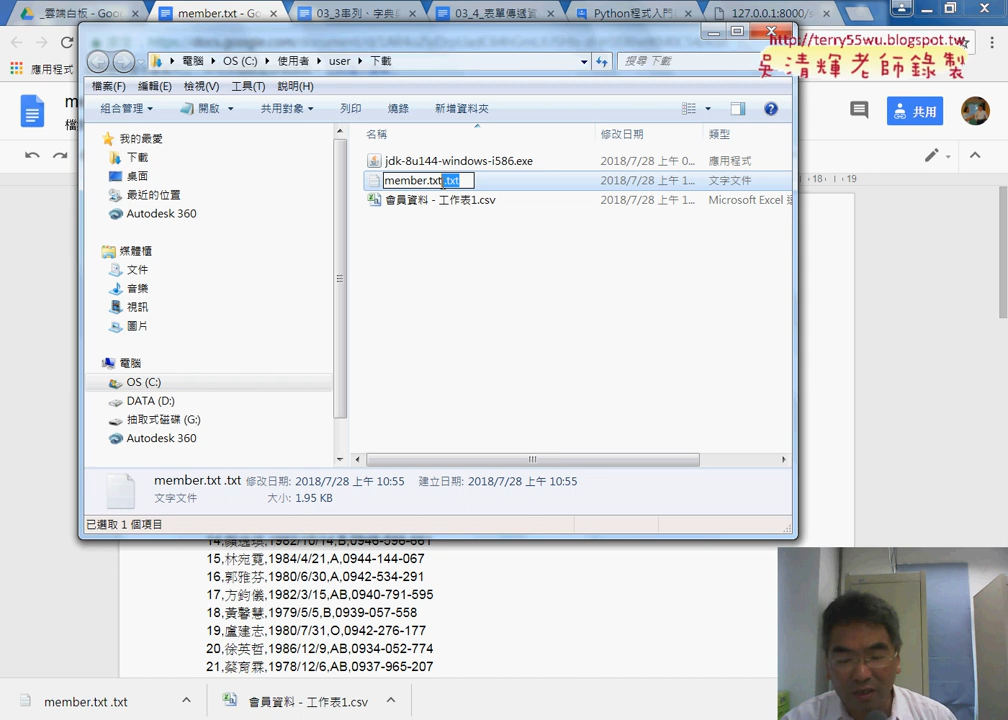 _雲端白板 - Goo
member.txt - Go
03_3串列、字典
03_4_表單傳遞資
Python程式入門
127.0.0.1:8000/s
http://terry55wu.blogspot.tw
吳清輝老師錄製
電腦 OS (C:) 使用者 user 下載
搜尋 下載
應用程式
檔案(F) 編輯(E) 檢視(V) 工具(T) 說明(H)
組合管理 開啟 共用對象 列印 燒錄 新增資料夾
共用
我的最愛
下載
桌面
最近的位置
Autodesk 360
媒體櫃
文件
音樂
視訊
圖片
電腦
OS (C:)
DATA (D:)
抽取式磁碟 (G:)
Autodesk 360
名稱 修改日期 類型
jdk-8u144-windows-i586.exe 2018/7/28 上午 0... 應用程式
member.txt .txt 2018/7/28 上午 1... 文字文件
會員資料 - 工作表1.csv 2018/7/28 上午 1... Microsoft Excel
18 19
member.txt .txt 修改日期: 2018/7/28 上午 10:55 建立日期: 2018/7/28 上午 10:55
文字文件 大小: 1.95 KB
已選取 1 個項目
15,林宛霓,1984/4/21,A,0944-144-067
16,郭雅芬,1980/6/30,A,0942-534-291
17,方鈞儀,1982/3/15,AB,0940-791-595
18,黃馨慧,1979/5/5,B,0939-057-558
19,盧建志,1980/7/31,O,0942-276-177
20,徐英哲,1986/12/9,AB,0934-052-774
21,蔡育霖,1978/12/6,AB,0937-965-207
member.txt .txt
會員資料 - 工作表1.csv